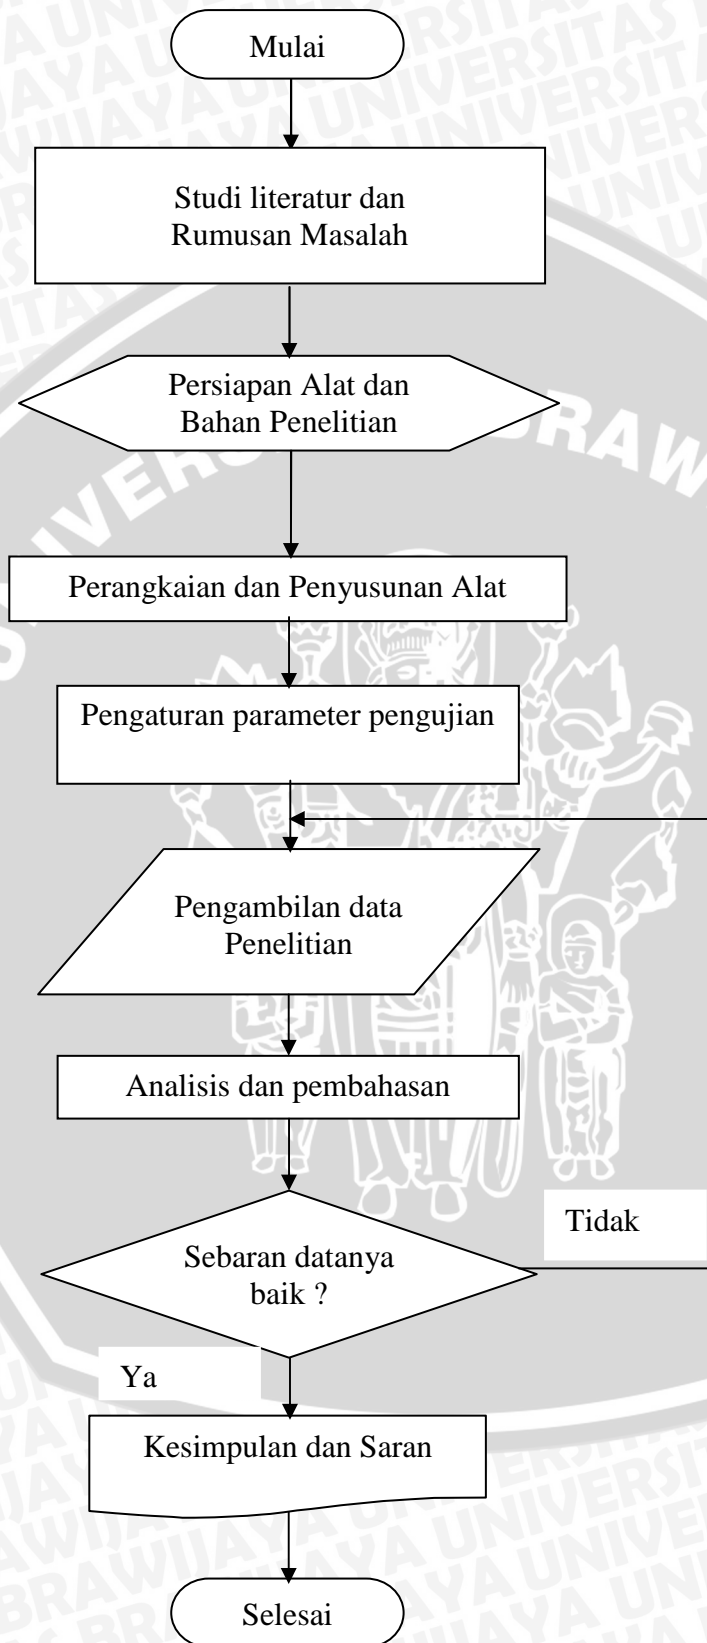 Mulai
Studi literatur dan
Rumusan Masalah
Persiapan Alat dan
Bahan Penelitian
Perangkaian dan Penyusunan Alat
Pengaturan parameter pengujian
Pengambilan data
Penelitian
Analisis dan pembahasan
Sebaran datanya
baik ?
Tidak
Ya
Kesimpulan dan Saran
Selesai